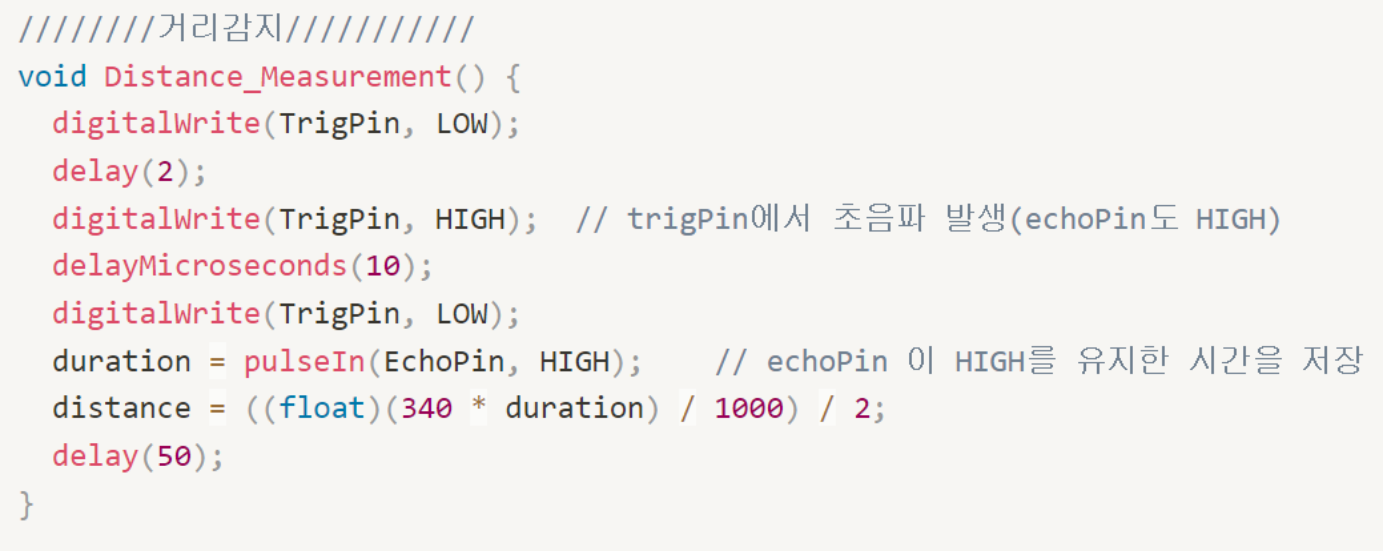 ////////거리감지///////////
void Distance_Measurement() {
  digitalWrite(TrigPin, LOW);
  delay(2);
  digitalWrite(TrigPin, HIGH);  // trigPin에서 초음파 발생(echoPin도 HIGH)
  delayMicroseconds(10);
  digitalWrite(TrigPin, LOW);
  duration = pulseIn(EchoPin, HIGH);    // echoPin 이 HIGH를 유지한 시간을 저장
  distance = ((float)(340 * duration) / 1000) / 2;
  delay(50);
}